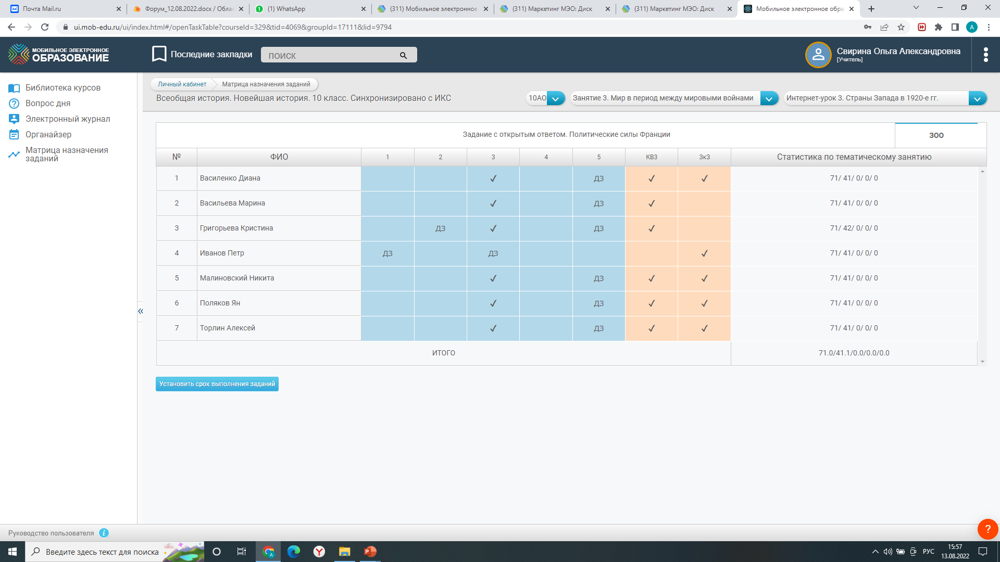 Почта Mail.ru
Форум_12.08.2022.docx / Обла
(1) WhatsApp
(311) Мобильное электронное
(311) Маркетинг МЭО: Диск
(311) Маркетинг МЭО: Диск
Мобильное электронное обра
ui.mob-edu.ru/ui/index.html#/openTaskTable?courseId=329&tid=4069&groupId=17111&lid=9794
A
МОБИЛЬНОЕ ЭЛЕКТРОННОЕ
ОБРАЗОВАНИЕ
Последние закладки
поиск
Свирина Ольга Александровна
[Учитель]
Библиотека курсов
Вопрос дня
Электронный журнал
Органайзер
Матрица назначения
заданий
Личный кабинет
Матрица назначения заданий
Всеобщая история. Новейшая история. 10 класс. Синхронизировано с ИКС
10АО
Занятие 3. Мир в период между мировыми войнами
Интернет-урок 3. Страны Запада в 1920-е гг.
Задание с открытым ответом. Политические силы Франции
ЗОО
№ ФИО 1 2 3 4 5 КВЗ ЗкЗ Статистика по тематическому занятию
1 Василенко Диана ✓ ДЗ ✓ ✓ 71/ 41/ 0/ 0/ 0
2 Васильева Марина ✓ ДЗ ✓ 71/ 41/ 0/ 0/ 0
3 Григорьева Кристина ДЗ ✓ ДЗ ✓ 71/ 42/ 0/ 0/ 0
4 Иванов Петр ДЗ ДЗ ✓ 71/ 41/ 0/ 0/ 0
5 Малиновский Никита ✓ ДЗ ✓ ✓ 71/ 41/ 0/ 0/ 0
6 Поляков Ян ✓ ДЗ ✓ ✓ 71/ 41/ 0/ 0/ 0
7 Торлин Алексей ✓ ДЗ ✓ ✓ 71/ 41/ 0/ 0/ 0
ИТОГО 71.0/41.1/0.0/0.0/0.0
Установить срок выполнения заданий
Руководство пользователя
?
Введите здесь текст для поиска
РУС
15:57
13.08.2022